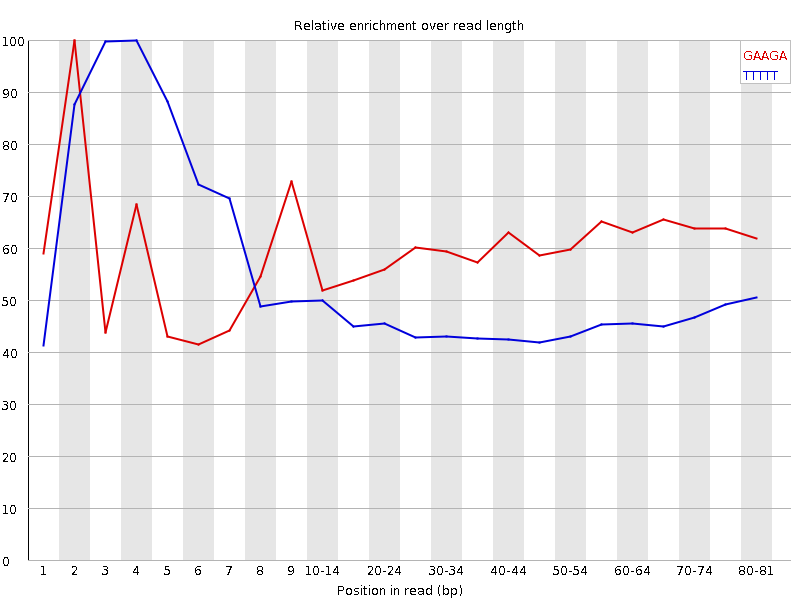 Relative enrichment over read length
GAAGA
TTTTT
100
90
80
70
60
50
40
30
20
10
0
1 2 3 4 5 6 7 8 9 10-14 20-24 30-34 40-44 50-54 60-64 70-74 80-81
Position in read (bp)